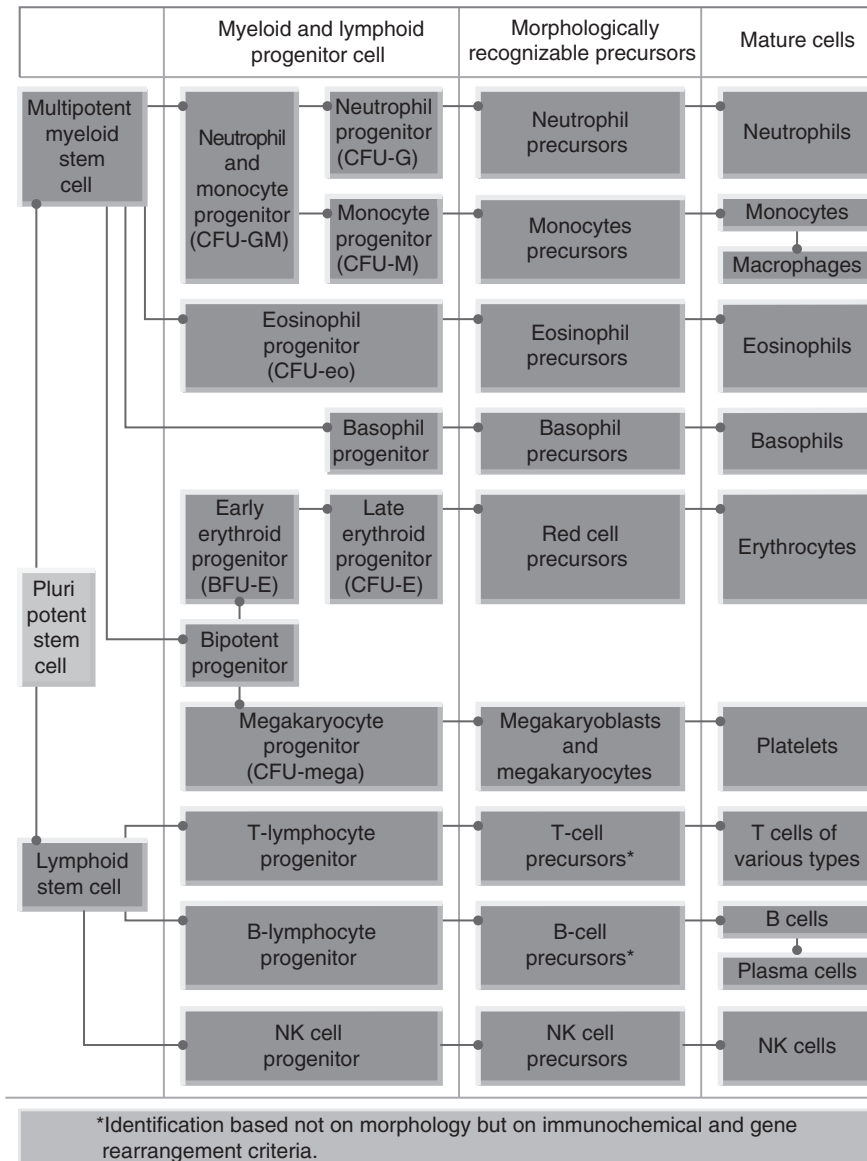 Myeloid and lymphoid
progenitor cell
Morphologically
recognizable precursors
Mature cells
Multipotent
myeloid
stem
cell
Neutrophil
and
monocyte
progenitor
(CFU-GM)
Neutrophil
progenitor
(CFU-G)
Neutrophil
precursors
Neutrophils
Monocyte
progenitor
(CFU-M)
Monocytes
precursors
Monocytes
Macrophages
Eosinophil
progenitor
(CFU-eo)
Eosinophil
precursors
Eosinophils
Basophil
progenitor
Basophil
precursors
Basophils
Early
erythroid
progenitor
(BFU-E)
Late
erythroid
progenitor
(CFU-E)
Red cell
precursors
Erythrocytes
Pluri
potent
stem
cell
Bipotent
progenitor
Megakaryocyte
progenitor
(CFU-mega)
Megakaryoblasts
and
megakaryocytes
Platelets
Lymphoid
stem cell
T-lymphocyte
progenitor
T-cell
precursors*
T cells of
various types
B-lymphocyte
progenitor
B-cell
precursors*
B cells
Plasma cells
NK cell
progenitor
NK cell
precursors
NK cells
*Identification based not on morphology but on immunochemical and gene
rearrangement criteria.